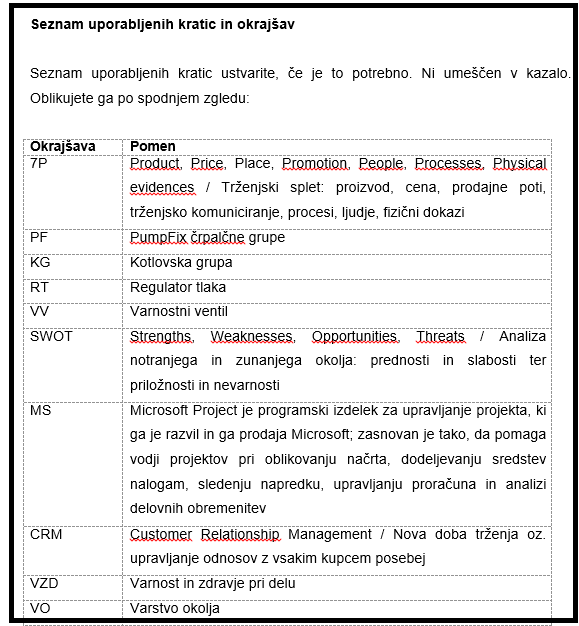 Seznam uporabljenih kratic in okrajšav
Seznam uporabljenih kratic ustvarite, če je to potrebno. Ni umeščen v kazalo.
Oblikujete ga po spodnjem zgledu:
Okrajšava Pomen
7P Product, Price, Place, Promotion, People, Processes, Physical
evidences / Trženjski splet: proizvod, cena, prodajne poti,
trženjsko komuniciranje, procesi, ljudje, fizični dokazi
PF PumpFix črpalčne grupe
KG Kotlovska grupa
RT Regulator tlaka
VV Varnostni ventil
SWOT Strengths, Weaknesses, Opportunities, Threats / Analiza
notranjega in zunanjega okolja: prednosti in slabosti ter
priložnosti in nevarnosti
MS Microsoft Project je programski izdelek za upravljanje projekta, ki
ga je razvil in ga prodaja Microsoft; zasnovan je tako, da pomaga
vodji projektov pri oblikovanju načrta, dodeljevanju sredstev
nalogam, sledenju napredku, upravljanju proračuna in analizi
delovnih obremenitev
CRM Customer Relationship Management / Nova doba trženja oz.
upravljanje odnosov z vsakim kupcem posebej
VZD Varnost in zdravje pri delu
VO Varstvo okolja